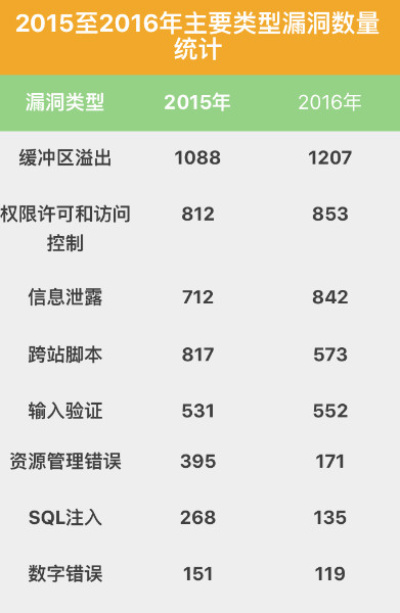 2015至2016年主要类型漏洞数量
统计
漏洞类型 2015年 2016年
缓冲区溢出 1088 1207
权限许可和访问 812 853
控制
信息泄露 712 842
跨站脚本 817 573
输入验证 531 552
资源管理错误 395 171
SQL注入 268 135
数字错误 151 119